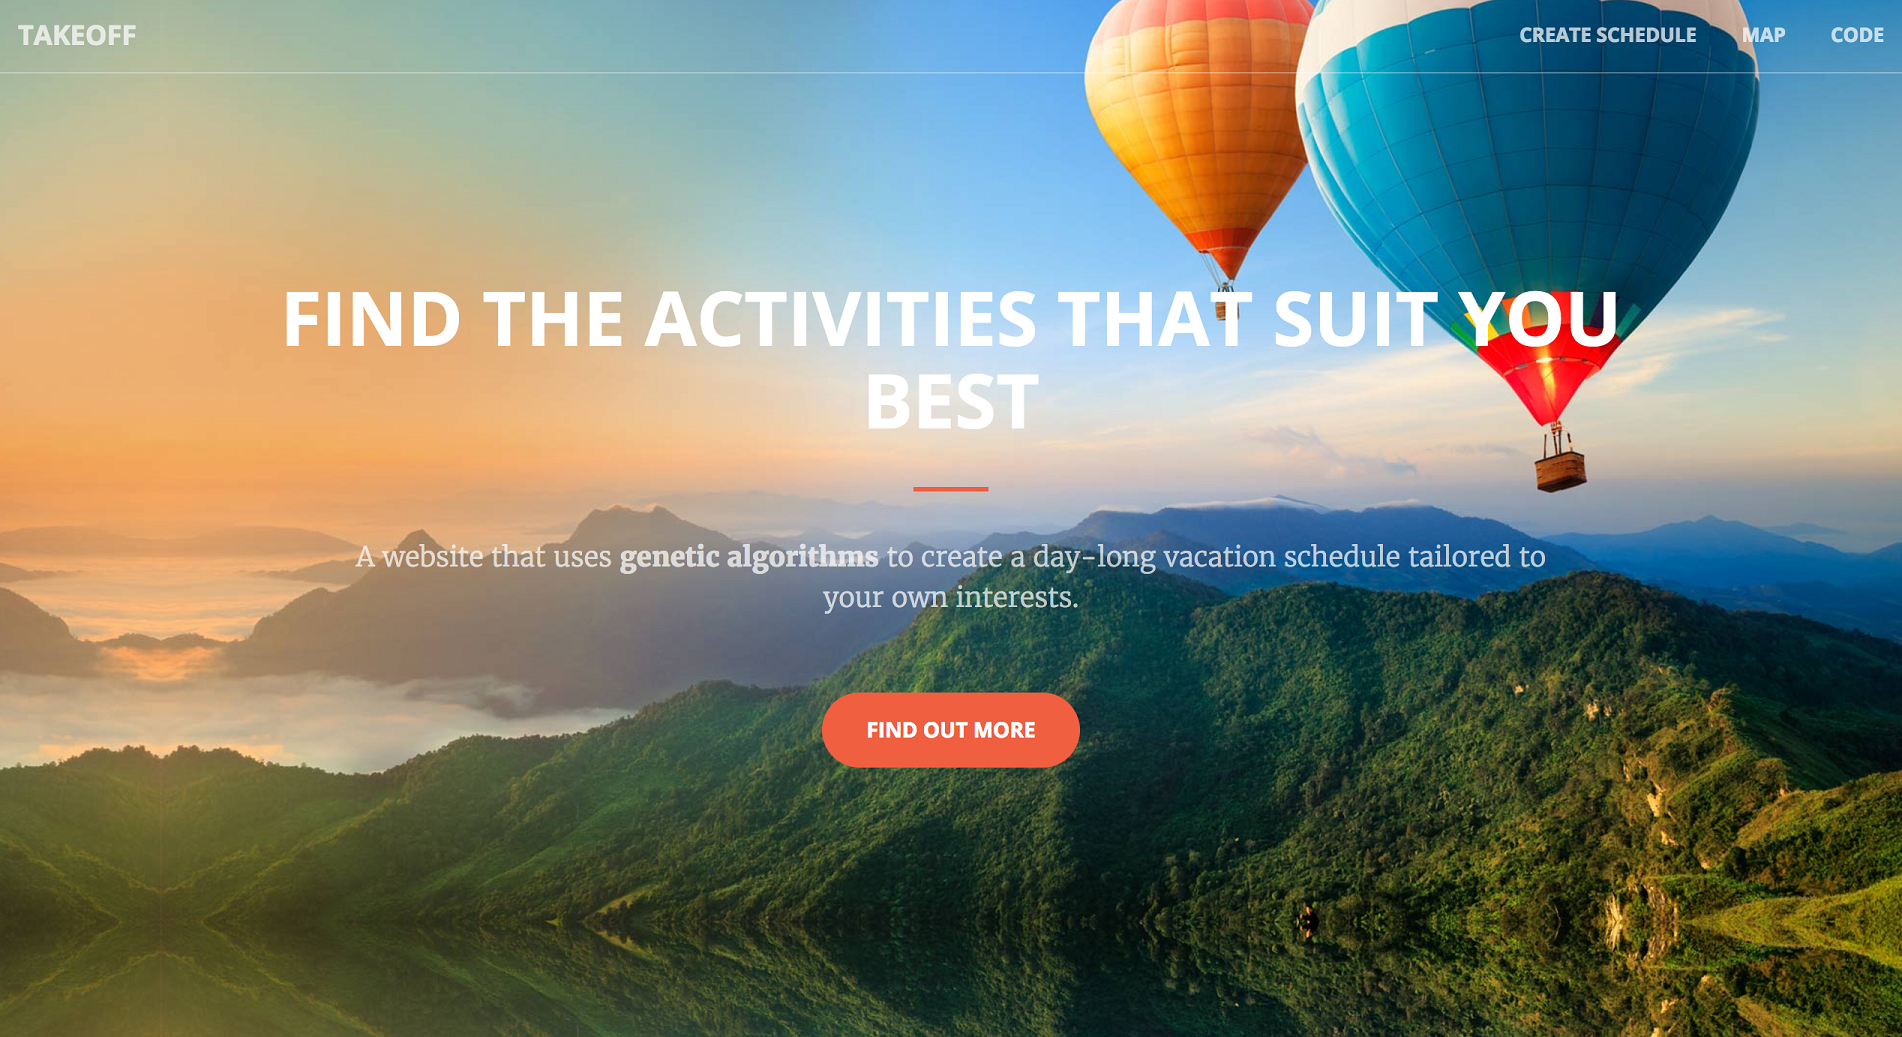 TAKEOFF
CREATE SCHEDULE
MAP
CODE
FIND THE ACTIVITIES THAT SUIT YOU
BEST
A website that uses genetic algorithms to create a day-long vacation schedule tailored to
your own interests.
FIND OUT MORE